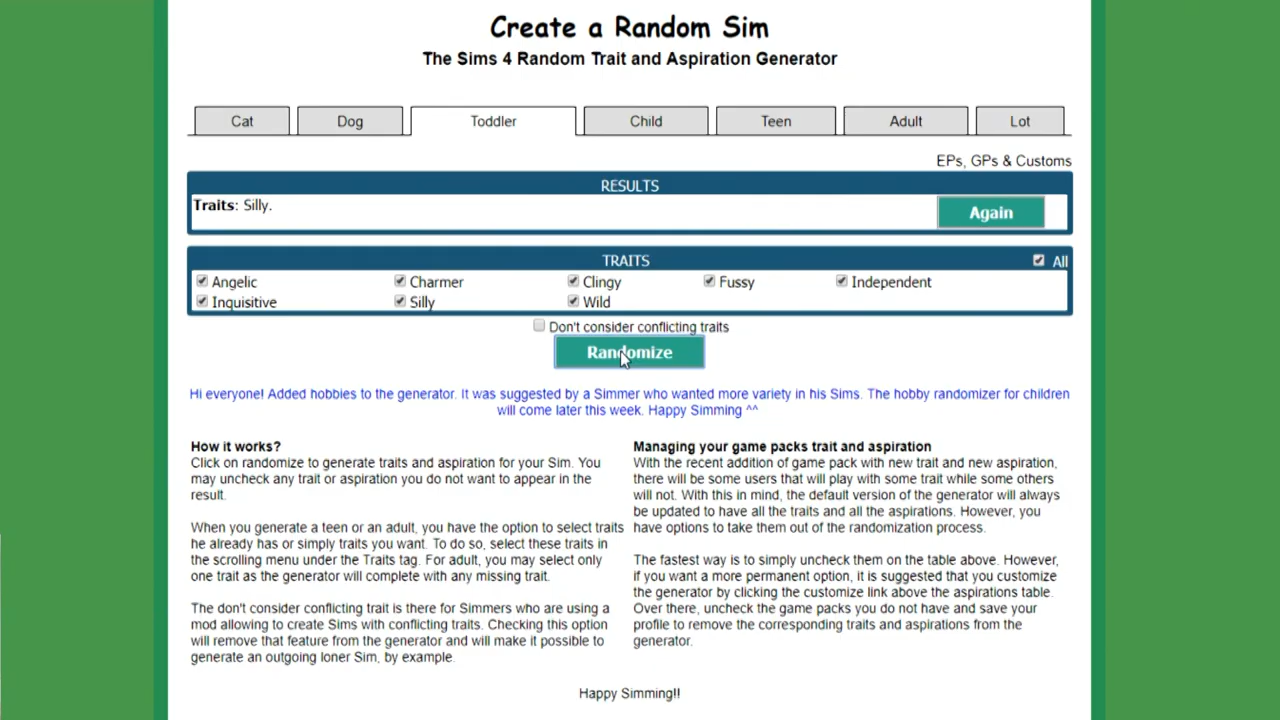 Create a Random Sim
The Sims 4 Random Trait and Aspiration Generator
Cat Dog Toddler Child Teen Adult Lot
EPs, GPs & Customs
RESULTS
Traits: Silly.
Again
TRAITS
All
Angelic Charmer Clingy Fussy Independent
Inquisitive Silly Wild
Don't consider conflicting traits
Randomize
Hi everyone! Added hobbies to the generator. It was suggested by a Simmer who wanted more variety in his Sims. The hobby randomizer for children
will come later this week. Happy Simming ^^
How it works?
Click on randomize to generate traits and aspiration for your Sim. You
may uncheck any trait or aspiration you do not want to appear in the
result.
When you generate a teen or an adult, you have the option to select traits
he already has or simply traits you want. To do so, select these traits in
the scrolling menu under the Traits tag. For adult, you may select only
one trait as the generator will complete with any missing trait.
The don't consider conflicting trait is there for Simmers who are using a
mod allowing to create Sims with conflicting traits. Checking this option
will remove that feature from the generator and will make it possible to
generate an outgoing loner Sim, by example.
Managing your game packs trait and aspiration
With the recent addition of game pack with new trait and new aspiration,
there will be some users that will play with some trait while some others
will not. With this in mind, the default version of the generator will always
be updated to have all the traits and all the aspirations. However, you
have options to take them out of the randomization process.
The fastest way is to simply uncheck them on the table above. However,
if you want a more permanent option, it is suggested that you customize
the generator by clicking the customize link above the aspirations table.
Over there, uncheck the game packs you do not have and save your
profile to remove the corresponding traits and aspirations from the
generator.
Happy Simming!!